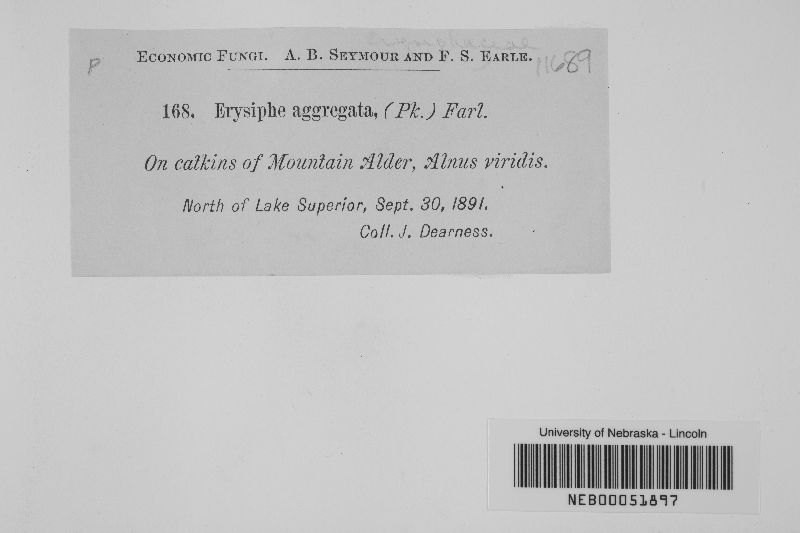 Erysiphaceae
P
ECONOMIC FUNGI. A. B. SEYMOUR AND F. S. EARLE. 11689
168. Erysiphe aggregata, (Pk.) Farl.
On catkins of Mountain Alder, Alnus viridis.
North of Lake Superior, Sept. 30, 1891.
Coll. J. Dearness.
University of Nebraska - Lincoln
NEB00051897